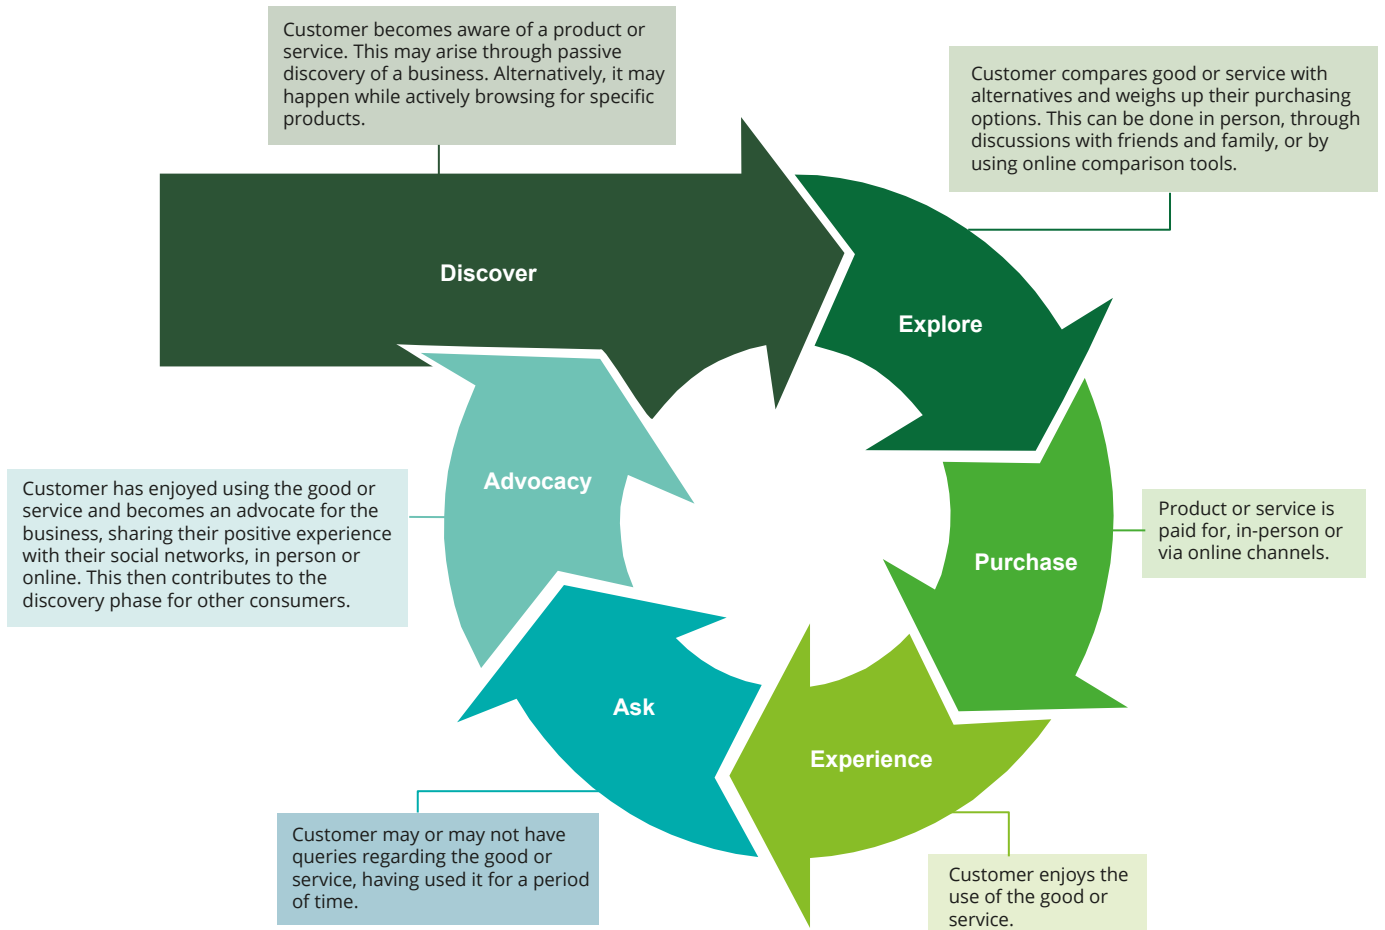 Customer becomes aware of a product or
service. This may arise through passive
discovery of a business. Alternatively, it may
happen while actively browsing for specific
products.
Customer compares good or service with
alternatives and weighs up their purchasing
options. This can be done in person, through
discussions with friends and family, or by
using online comparison tools.
Discover
Explore
Advocacy
Customer has enjoyed using the good or
service and becomes an advocate for the
business, sharing their positive experience
with their social networks, in person or
online. This then contributes to the
discovery phase for other consumers.
Product or service is
paid for, in-person or
via online channels.
Purchase
Ask
Experience
Customer may or may not have
queries regarding the good or
service, having used it for a period
of time.
Customer enjoys the
use of the good or
service.